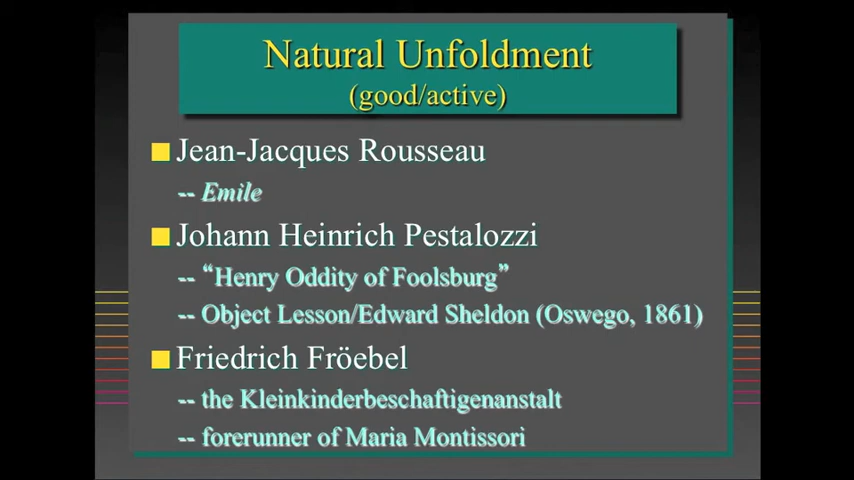 Natural Unfoldment
(good/active)
Jean-Jacques Rousseau
-- Emile
Johann Heinrich Pestalozzi
-- “Henry Oddity of Foolsburg”
-- Object Lesson/Edward Sheldon (Oswego, 1861)
Friedrich Fröebel
-- the Kleinkinderbeschaftigenanstalt
-- forerunner of Maria Montissori